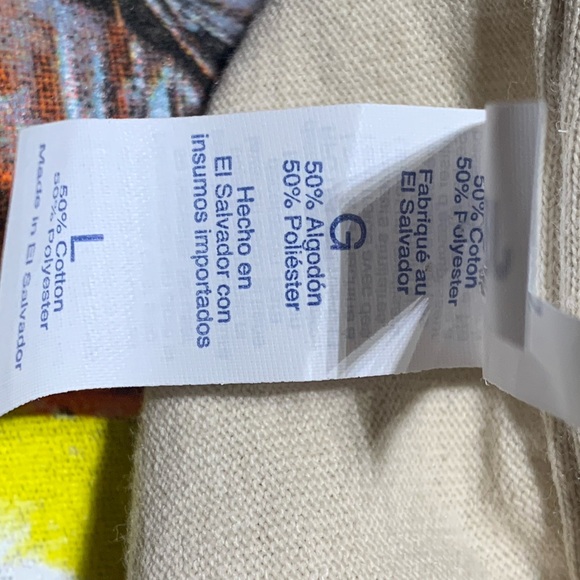 L
50% Cotton
50% Polyester
Made in El Salvador
G
50% Algodón
50% Poliéster
Hecho en
El Salvador con
insumos importados
50% Coton
50% Polyester
Fabriqué au
El Salvador